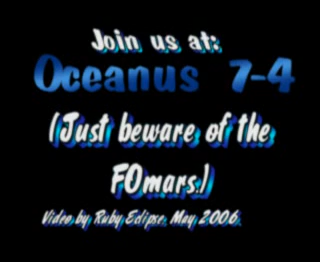 Join us at:
Oceanus 7-4
(Just beware of the
FOmars.)
Video by Ruby Eclipse. May 2006.